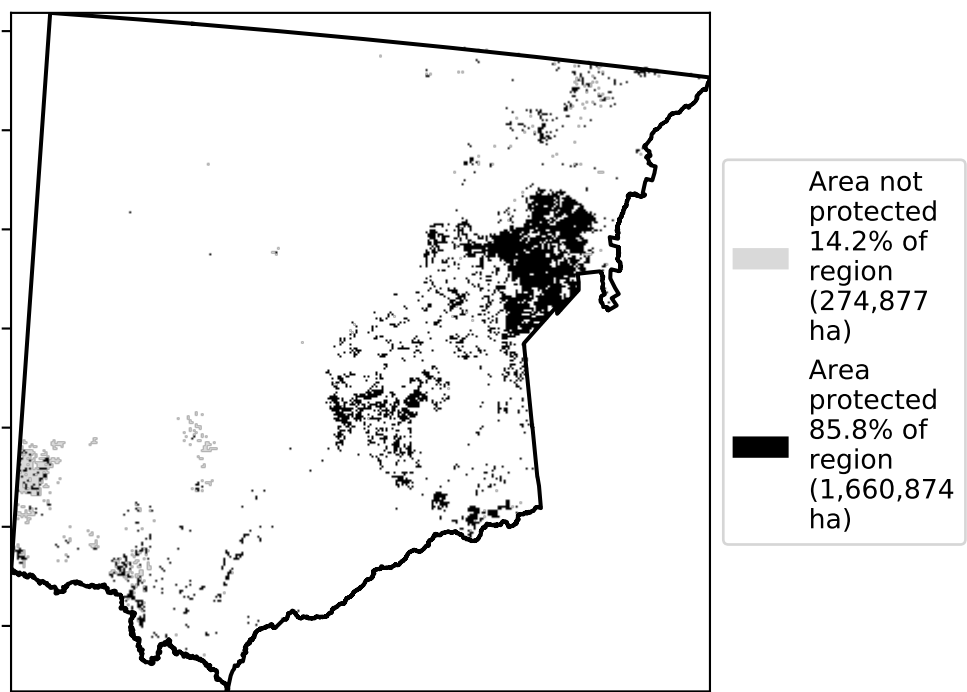 Area not
protected
14.2% of
region
(274,877
ha)
Area
protected
85.8% of
region
(1,660,874
ha)